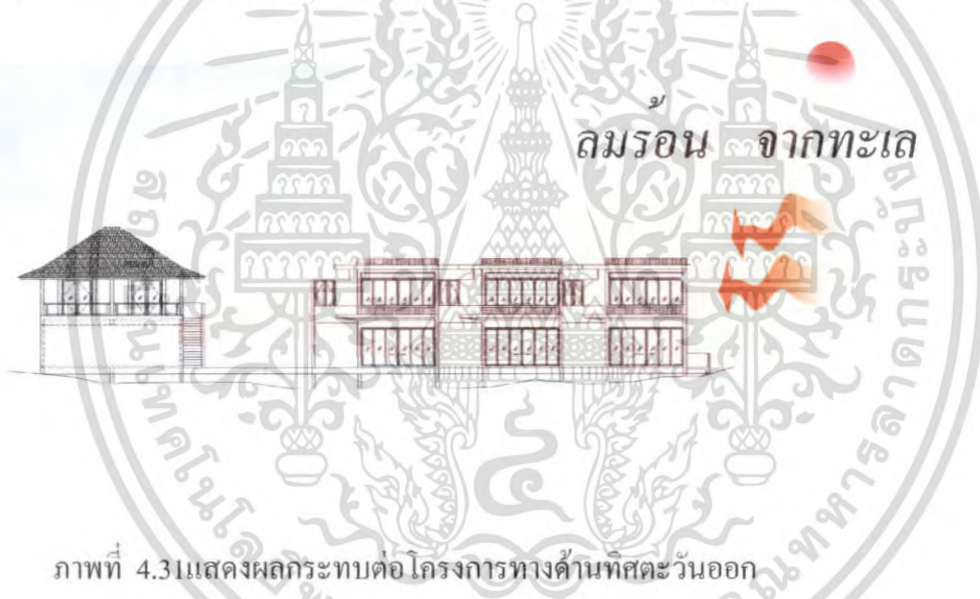 ลมร้อน จากทะเล
ภาพที่ 4.31แสดงผลกระทบต่อโครงการทางด้านทิศตะวันออก